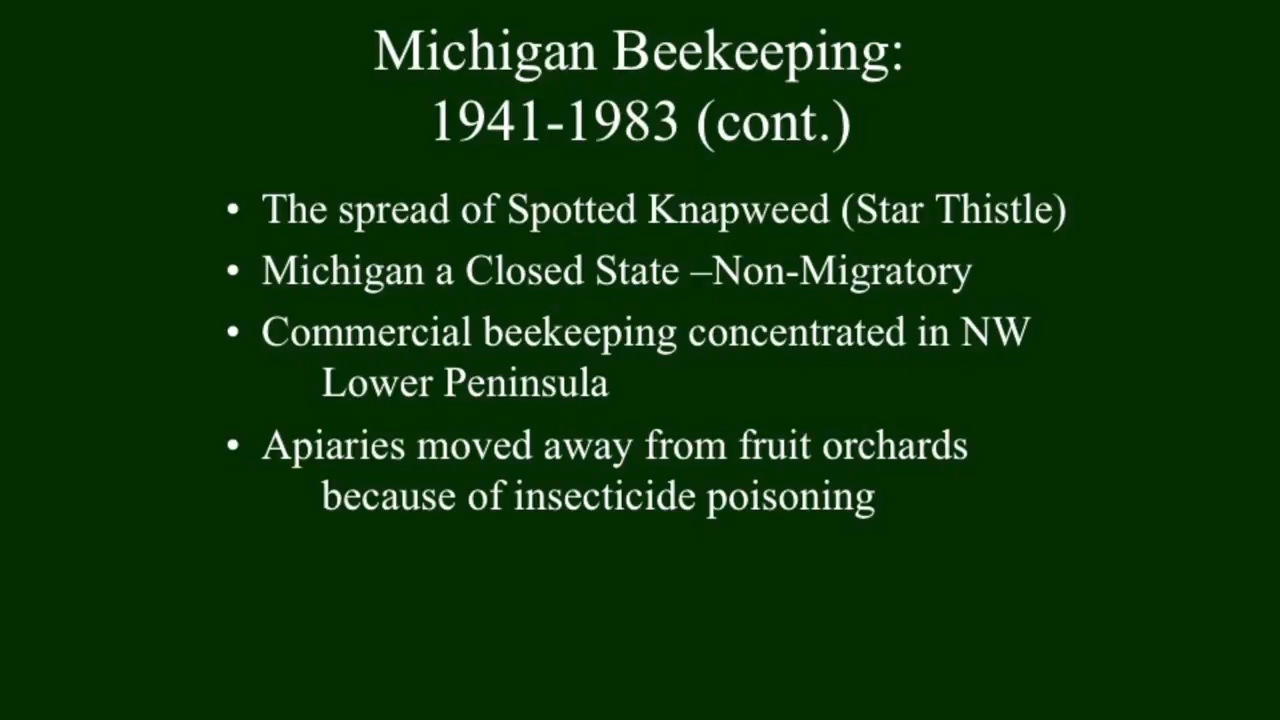 Michigan Beekeeping:
1941-1983 (cont.)
• The spread of Spotted Knapweed (Star Thistle)
• Michigan a Closed State –Non-Migratory
• Commercial beekeeping concentrated in NW
Lower Peninsula
• Apiaries moved away from fruit orchards
because of insecticide poisoning